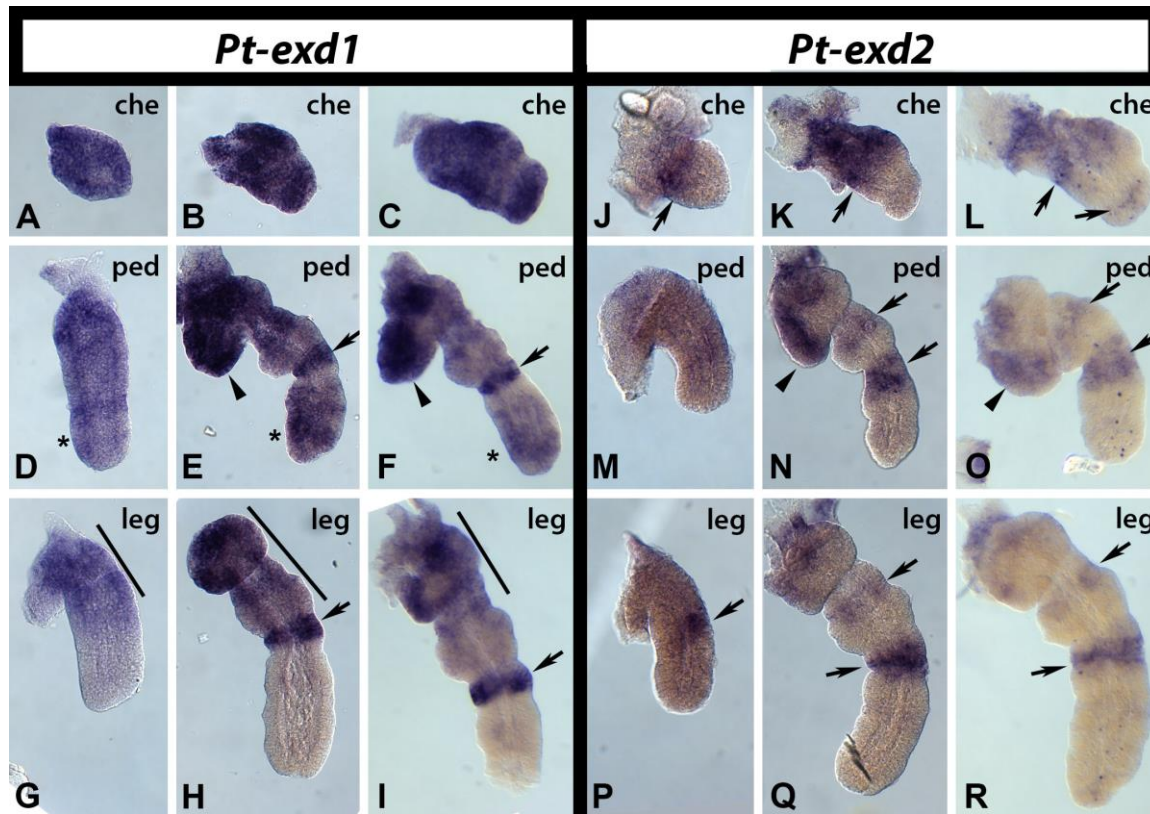 Pt-exd1
Pt-exd2
che
che
che
che
che
che
A
B
C
J
K
L
ped
ped
ped
ped
ped
ped
*
*
*
D
E
F
M
N
O
leg
leg
leg
leg
leg
leg
G
H
I
P
Q
R